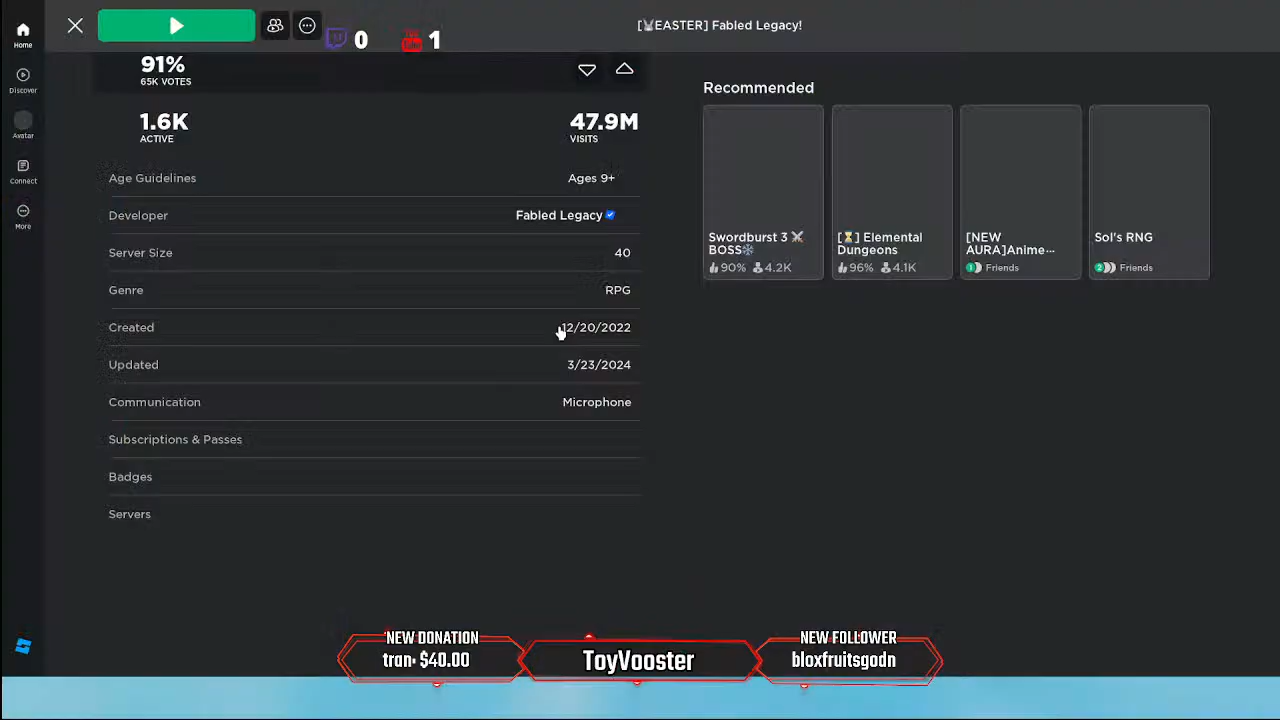 Home
Discover
Avatar
Connect
More
[🐰EASTER] Fabled Legacy!
0
1
91%
65K VOTES
1.6K
ACTIVE
47.9M
VISITS
Age Guidelines
Ages 9+
Developer
Fabled Legacy
Server Size
40
Genre
RPG
Created
12/20/2022
Updated
3/23/2024
Communication
Microphone
Subscriptions & Passes
Badges
Servers
Recommended
Swordburst 3 ⚔️
BOSS❄️
90% 4.2K
[⏳] Elemental
Dungeons
96% 4.1K
[NEW
AURA]Anime...
1 Friends
Sol's RNG
2 Friends
NEW DONATION
tran: $40.00
ToyVooster
NEW FOLLOWER
bloxfruitsgodn